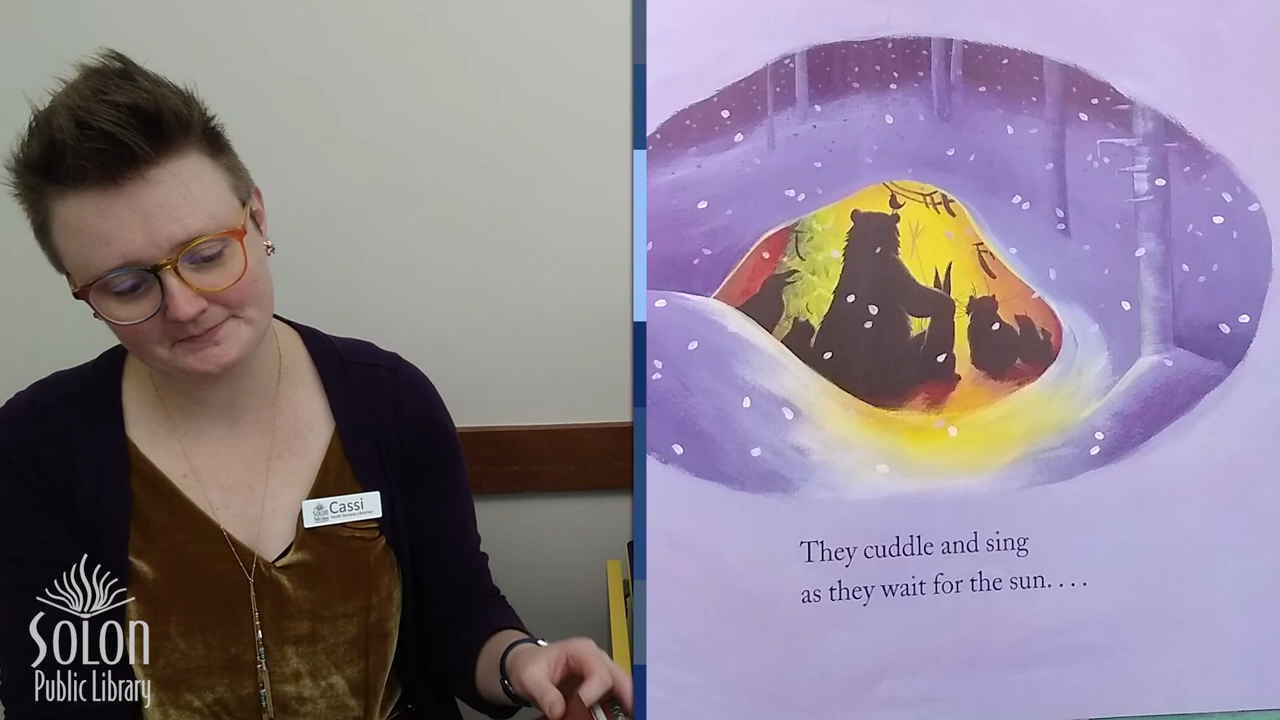 Cassi
SOLON
Public Library
They cuddle and sing
as they wait for the sun. . . .